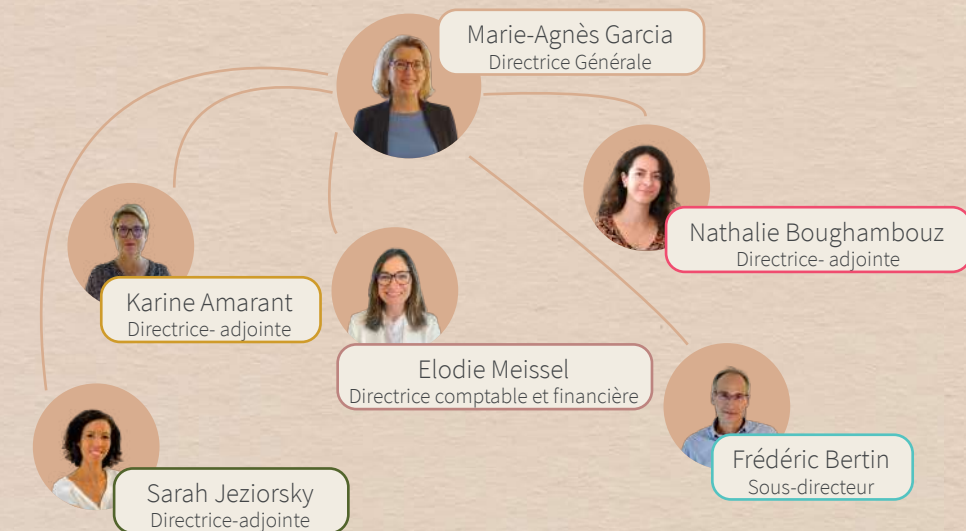 Marie-Agnès Garcia
Directrice Générale
Nathalie Boughambouz
Directrice- adjointe
Karine Amarant
Directrice- adjointe
Elodie Meissel
Directrice comptable et financière
Frédéric Bertin
Sous-directeur
Sarah Jeziorsky
Directrice-adjointe